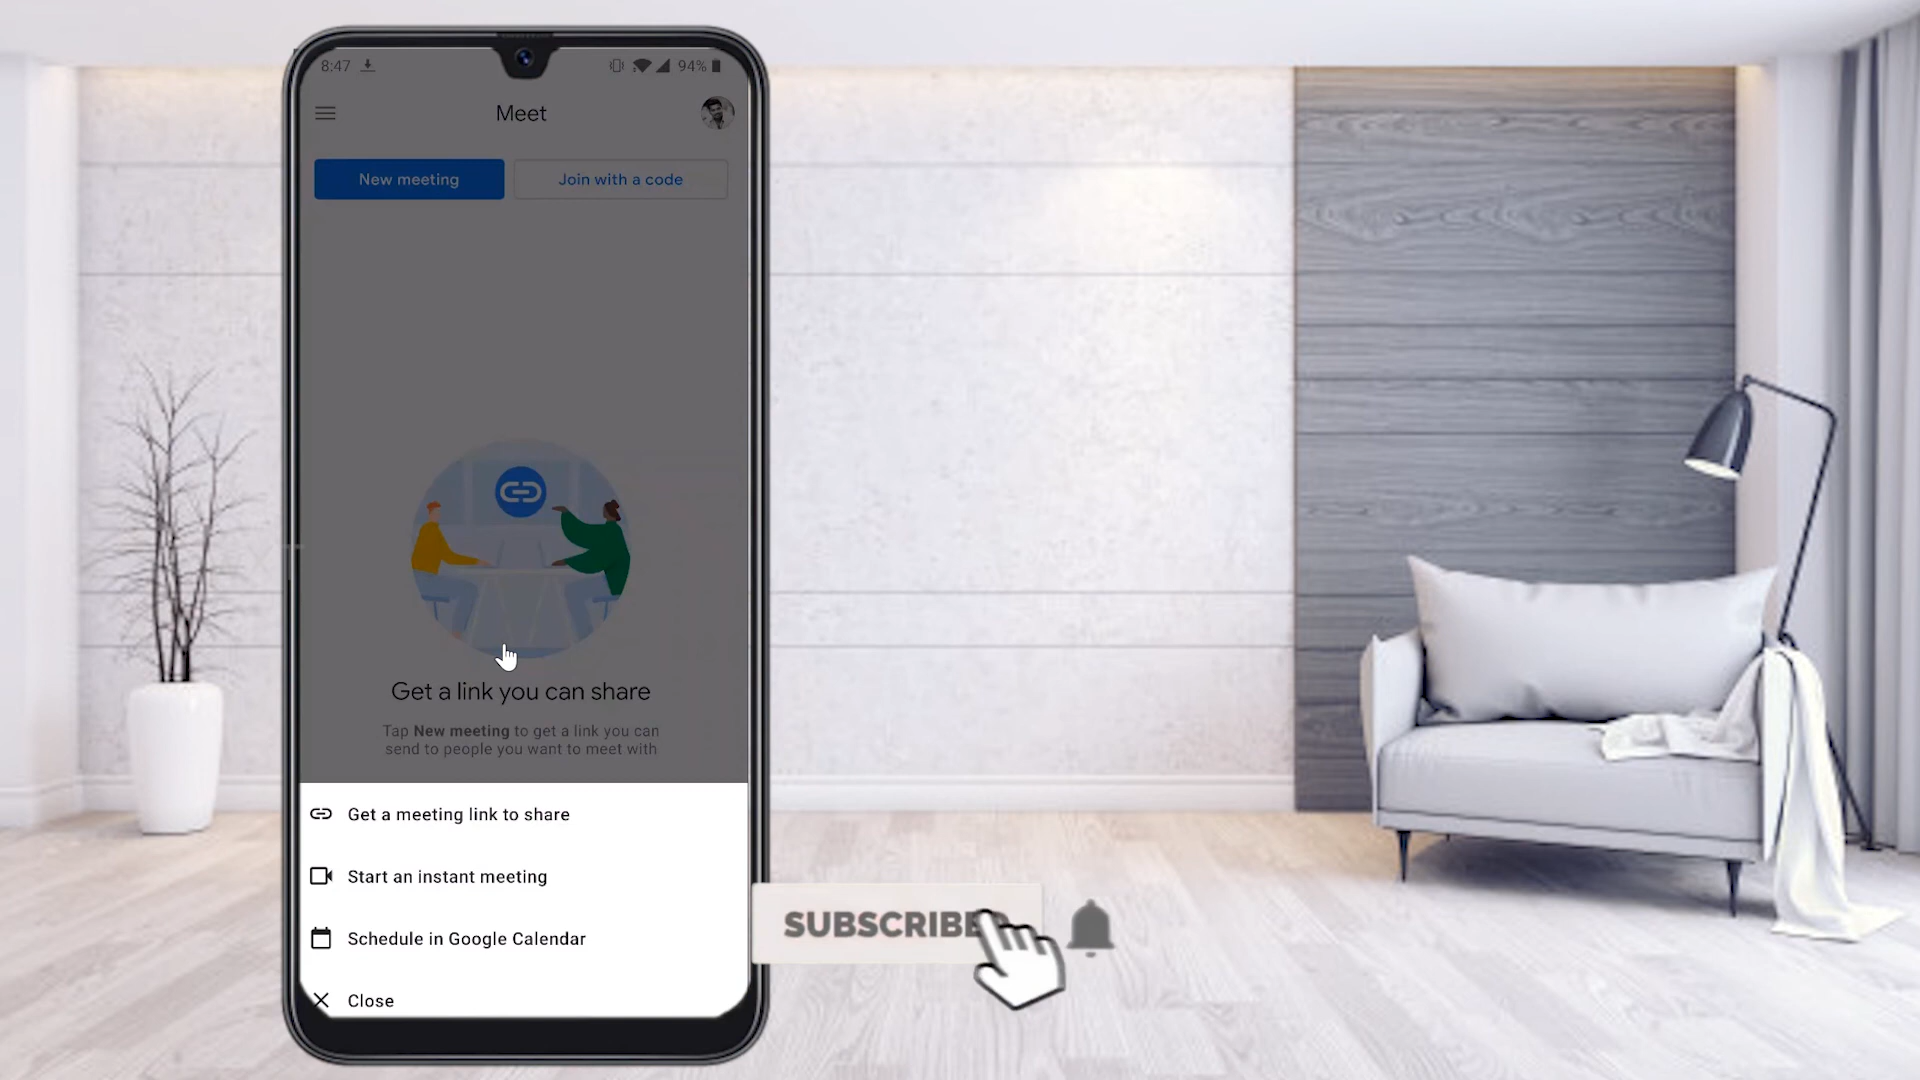 8:47
94%
Meet
New meeting
Join with a code
Get a link you can share
Tap New meeting to get a link you can
send to people you want to meet with
Get a meeting link to share
Start an instant meeting
Schedule in Google Calendar
Close
SUBSCRIBED